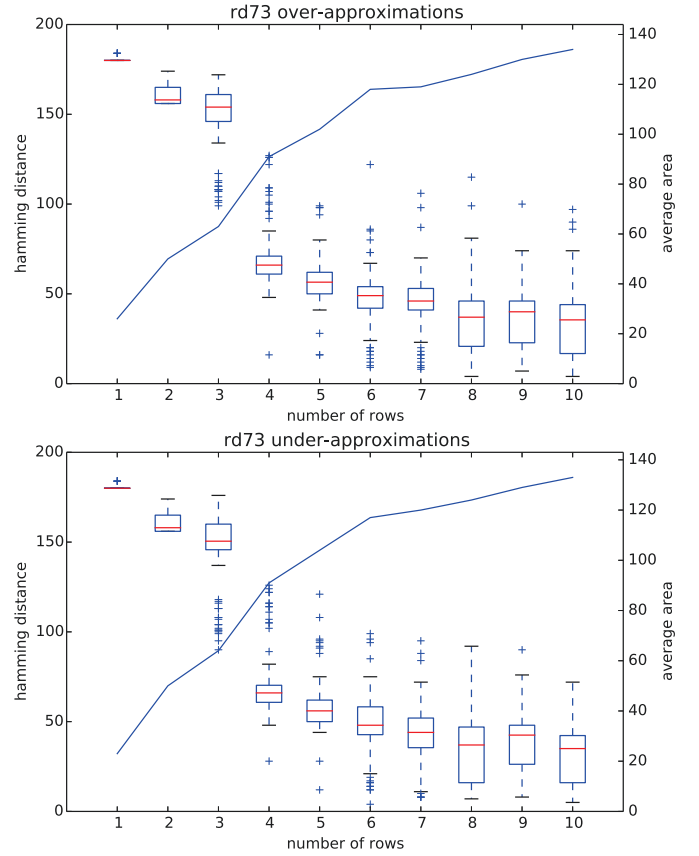 rd73 over-approximations
200
150
100
50
0
hamming distance
140
120
100
80
60
40
20
0
average area
1 2 3 4 5 6 7 8 9 10
number of rows
rd73 under-approximations
200
150
100
50
0
hamming distance
140
120
100
80
60
40
20
0
average area
1 2 3 4 5 6 7 8 9 10
number of rows